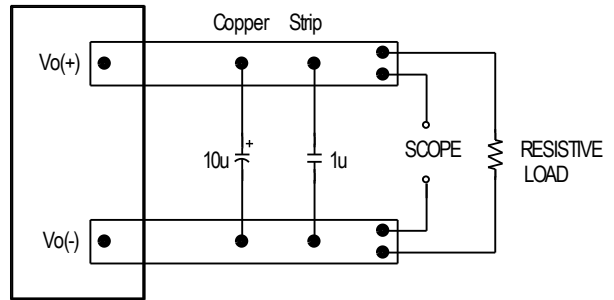 Copper Strip
Vo(+)
10u
+
1u
SCOPE
RESISTIVE
LOAD
Vo(-)